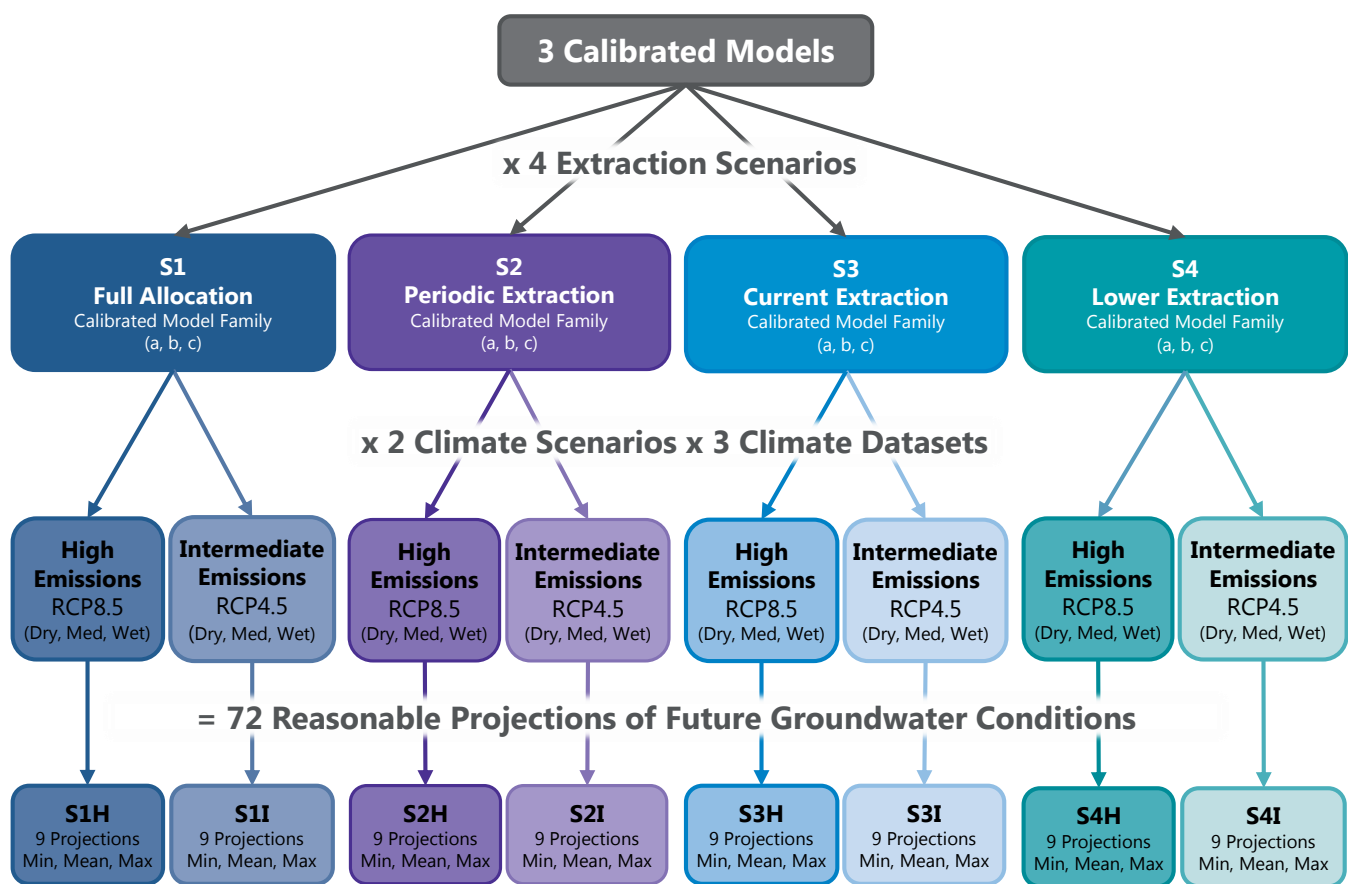 3 Calibrated Models
x 4 Extraction Scenarios
S1
Full Allocation
Calibrated Model Family
(a, b, c)
S2
Periodic Extraction
Calibrated Model Family
(a, b, c)
S3
Current Extraction
Calibrated Model Family
(a, b, c)
S4
Lower Extraction
Calibrated Model Family
(a, b, c)
x 2 Climate Scenarios x 3 Climate Datasets
High
Emissions
RCP8.5
(Dry, Med, Wet)
Intermediate
Emissions
RCP4.5
(Dry, Med, Wet)
High
Emissions
RCP8.5
(Dry, Med, Wet)
Intermediate
Emissions
RCP4.5
(Dry, Med, Wet)
High
Emissions
RCP8.5
(Dry, Med, Wet)
Intermediate
Emissions
RCP4.5
(Dry, Med, Wet)
High
Emissions
RCP8.5
(Dry, Med, Wet)
Intermediate
Emissions
RCP4.5
(Dry, Med, Wet)
= 72 Reasonable Projections of Future Groundwater Conditions
S1H
9 Projections
Min, Mean, Max
S1I
9 Projections
Min, Mean, Max
S2H
9 Projections
Min, Mean, Max
S2I
9 Projections
Min, Mean, Max
S3H
9 Projections
Min, Mean, Max
S3I
9 Projections
Min, Mean, Max
S4H
9 Projections
Min, Mean, Max
S4I
9 Projections
Min, Mean, Max